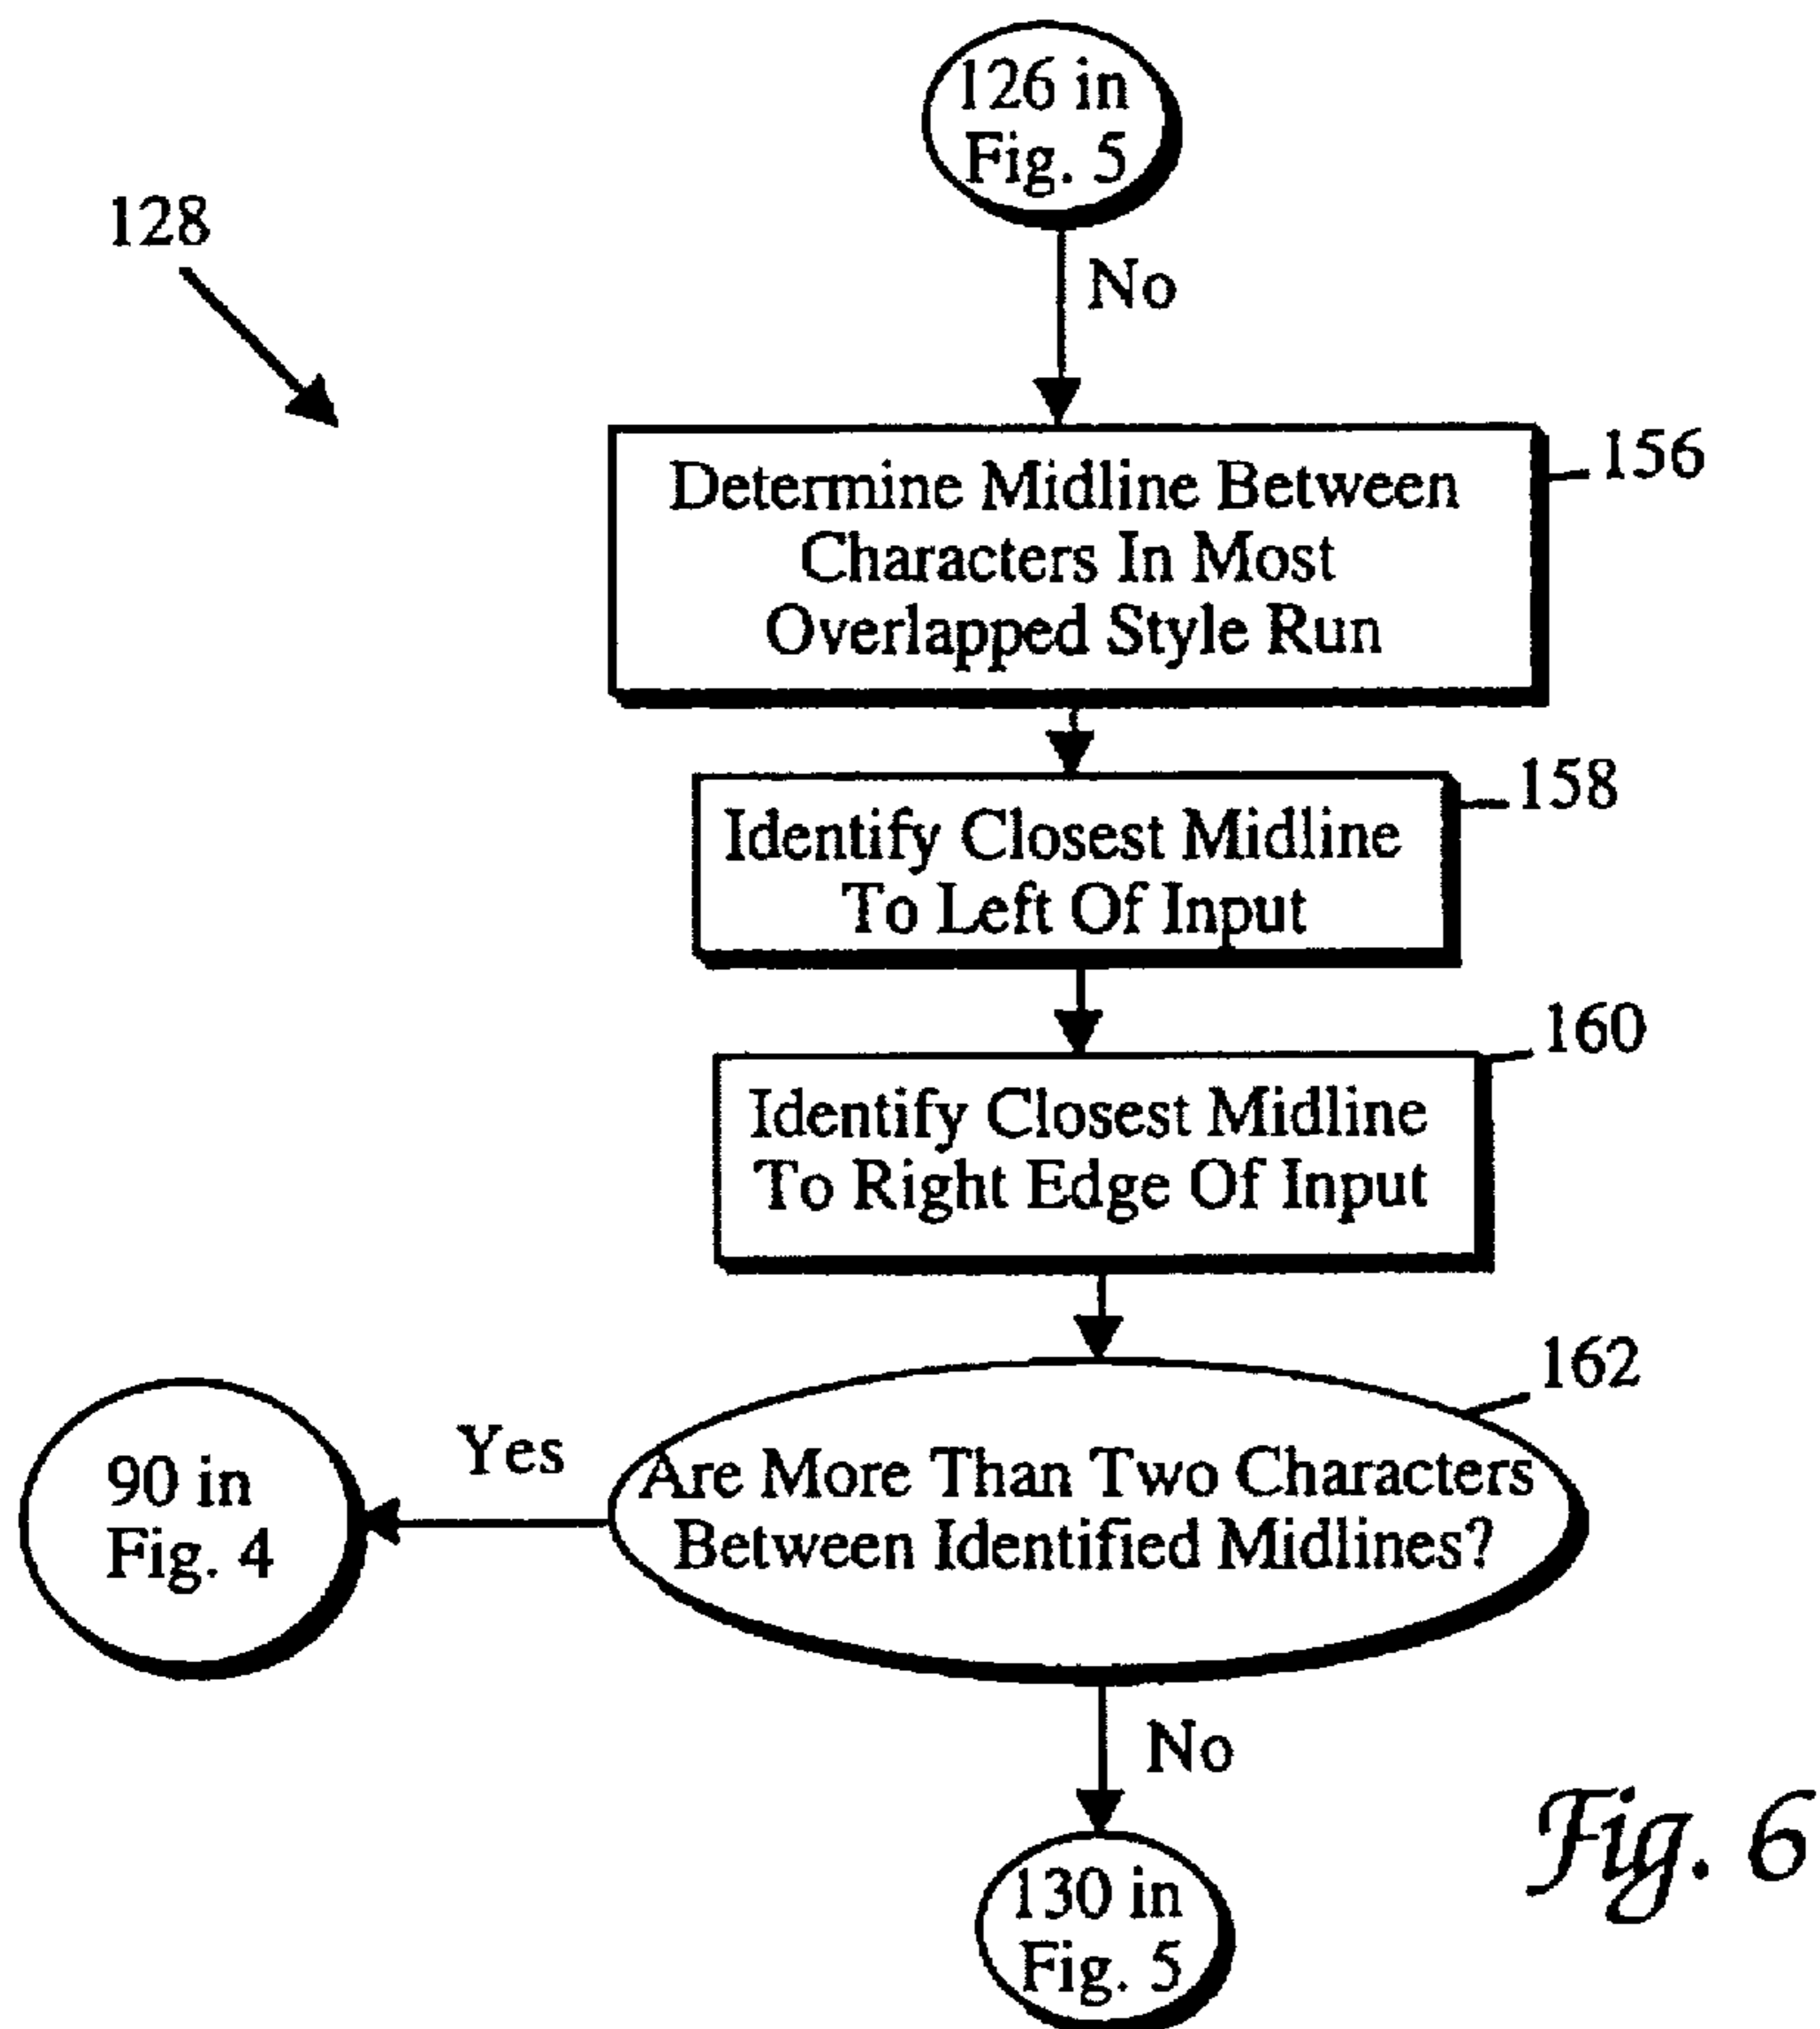 126 in
Fig. 5
128
No
Determine Midline Between
Characters In Most
Overlapped Style Run
156
Identify Closest Midline
To Left Of Input
158
Identify Closest Midline
To Right Edge Of Input
160
Are More Than Two Characters
Between Identified Midlines?
162
Yes
90 in
Fig. 4
No
130 in
Fig. 5
Fig. 6